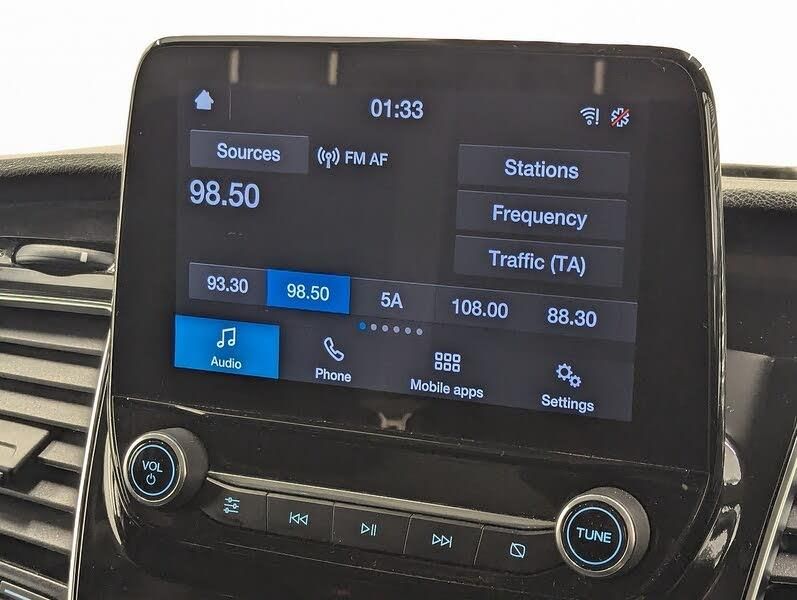 01:33
Sources FM AF
98.50
Stations
Frequency
Traffic (TA)
93.30 98.50 5A 108.00 88.30
Audio Phone Mobile apps Settings
VOL
TUNE